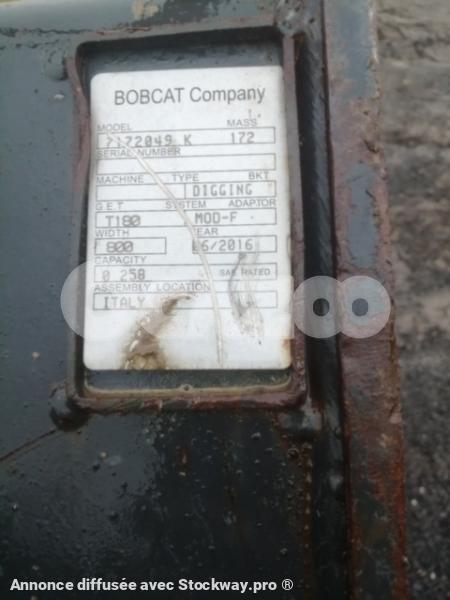 BOBCAT Company
MODEL MASS
7172049 K 172
SERIAL NUMBER
MACHINE TYPE BKT
DIGGING
G.E.T SYSTEM ADAPTOR
T180 MOD-F
WIDTH YEAR
800 06/2016
CAPACITY
0 258 SAE RATED
ASSEMBLY LOCATION
ITALY
Annonce diffusée avec Stockway.pro ®